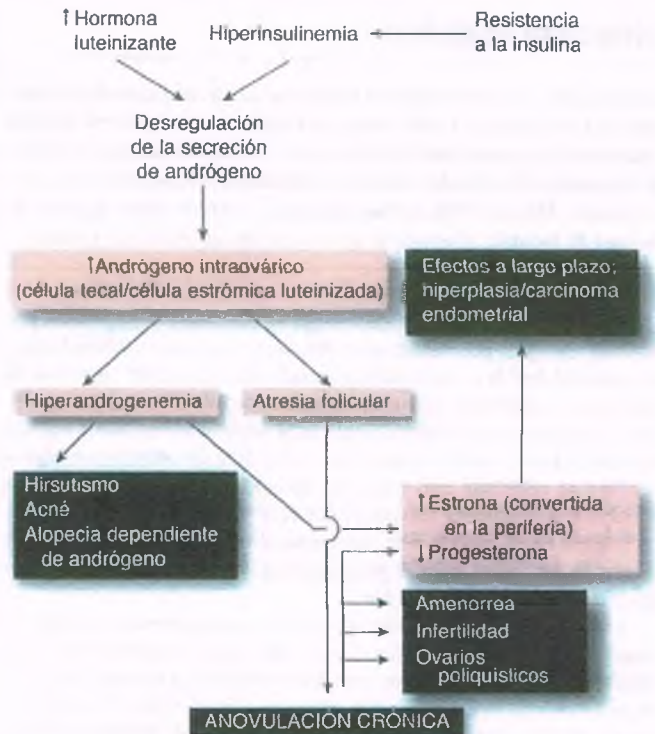 ↑Hormona
luteinizante
Hiperinsulinemia
Resistencia
a la insulina
Desregulación
de la secreción
de andrógeno
↑Andrógeno intraovárico
(célula tecal/célula estrómica luteinizada)
Efectos a largo plazo:
hiperplasia/carcinoma
endometrial
Hiperandrogenemia
Atresia folicular
Hirsutismo
Acné
Alopecia dependiente
de andrógeno
↑Estrona (convertida
en la periferia)
↓Progesterona
Amenorrea
Infertilidad
Ovarios
poliquísticos
ANOVULACIÓN CRÓNICA